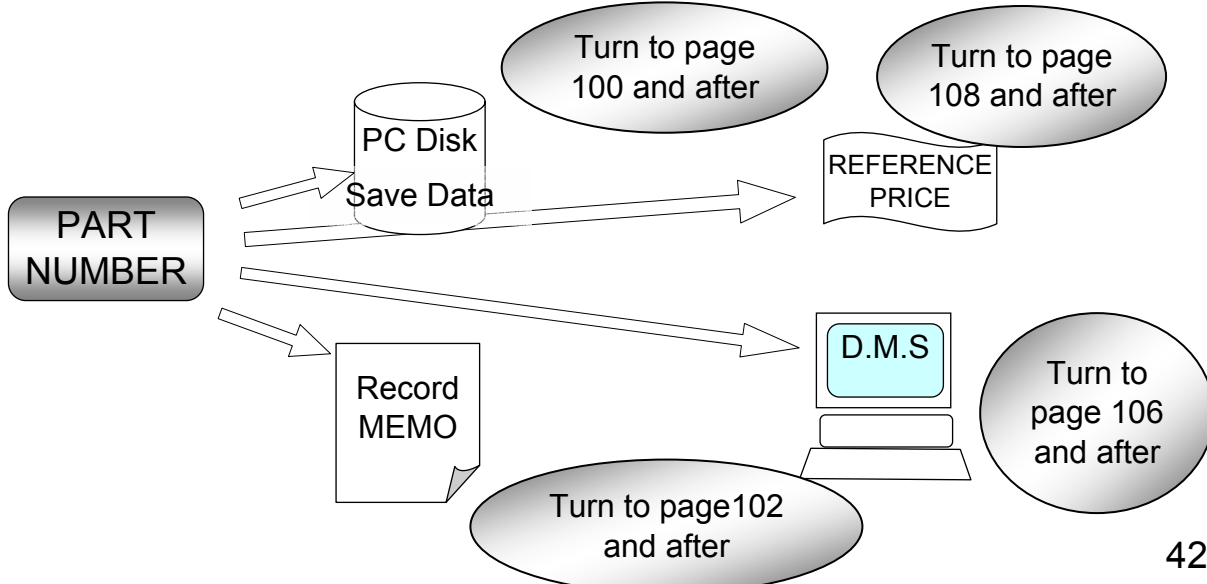 Turn to page
100 and after
Turn to page
108 and after
PC Disk
Save Data
REFERENCE
PRICE
PART
NUMBER
D.M.S
Record
MEMO
Turn to
page 106
and after
Turn to page102
and after
42